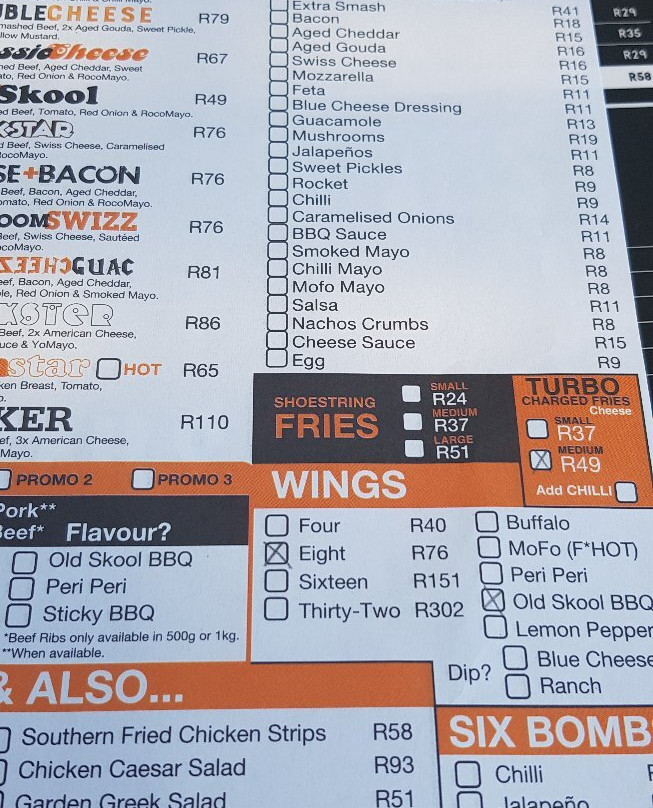 UBLECHEESE R79
mashed Beef, 2x Aged Gouda, Sweet Pickle,
llow Mustard.
ssicCheese R67
hed Beef, Aged Cheddar, Sweet
ato, Red Onion & RocoMayo.
Skool R49
ed Beef, Tomato, Red Onion & RocoMayo.
KSTAR R76
d Beef, Swiss Cheese, Caramelised
RocoMayo.
SE+BACON R76
Beef, Bacon, Aged Cheddar,
omato, Red Onion & RocoMayo.
OOMSWIZZ R76
Beef, Swiss Cheese, Sautéed
ocoMayo.
CHEEZGUAC R81
eef, Bacon, Aged Cheddar,
le, Red Onion & Smoked Mayo.
XSTER R86
Beef, 2x American Cheese,
uce & YoMayo.
star HOT R65
ken Breast, Tomato,
o.
KER R110
ef, 3x American Cheese,
Mayo.
PROMO 2 PROMO 3
Pork**
Beef* Flavour?
Old Skool BBQ
Peri Peri
Sticky BBQ
*Beef Ribs only available in 500g or 1kg.
**When available.
Extra Smash R41
Bacon R18
Aged Cheddar R15
Aged Gouda R16
Swiss Cheese R16
Mozzarella R15
Feta R11
Blue Cheese Dressing R11
Guacamole R13
Mushrooms R19
Jalapeños R11
Sweet Pickles R8
Rocket R9
Chilli R9
Caramelised Onions R14
BBQ Sauce R11
Smoked Mayo R8
Chilli Mayo R8
Mofo Mayo R8
Salsa R11
Nachos Crumbs R8
Cheese Sauce R15
Egg R9
R29
R35
R29
R58
SHOESTRING
FRIES
SMALL
R24
MEDIUM
R37
LARGE
R51
TURBO
CHARGED FRIES
Cheese
SMALL
R37
MEDIUM
R49
Add CHILLI
WINGS
Four R40
Eight R76
Sixteen R151
Thirty-Two R302
Buffalo
MoFo (F*HOT)
Peri Peri
Old Skool BBQ
Lemon Pepper
Dip? Blue Cheese
Ranch
& ALSO...
Southern Fried Chicken Strips R58
Chicken Caesar Salad R93
Garden Greek Salad R51
SIX BOMB
Chilli
Jalapeño